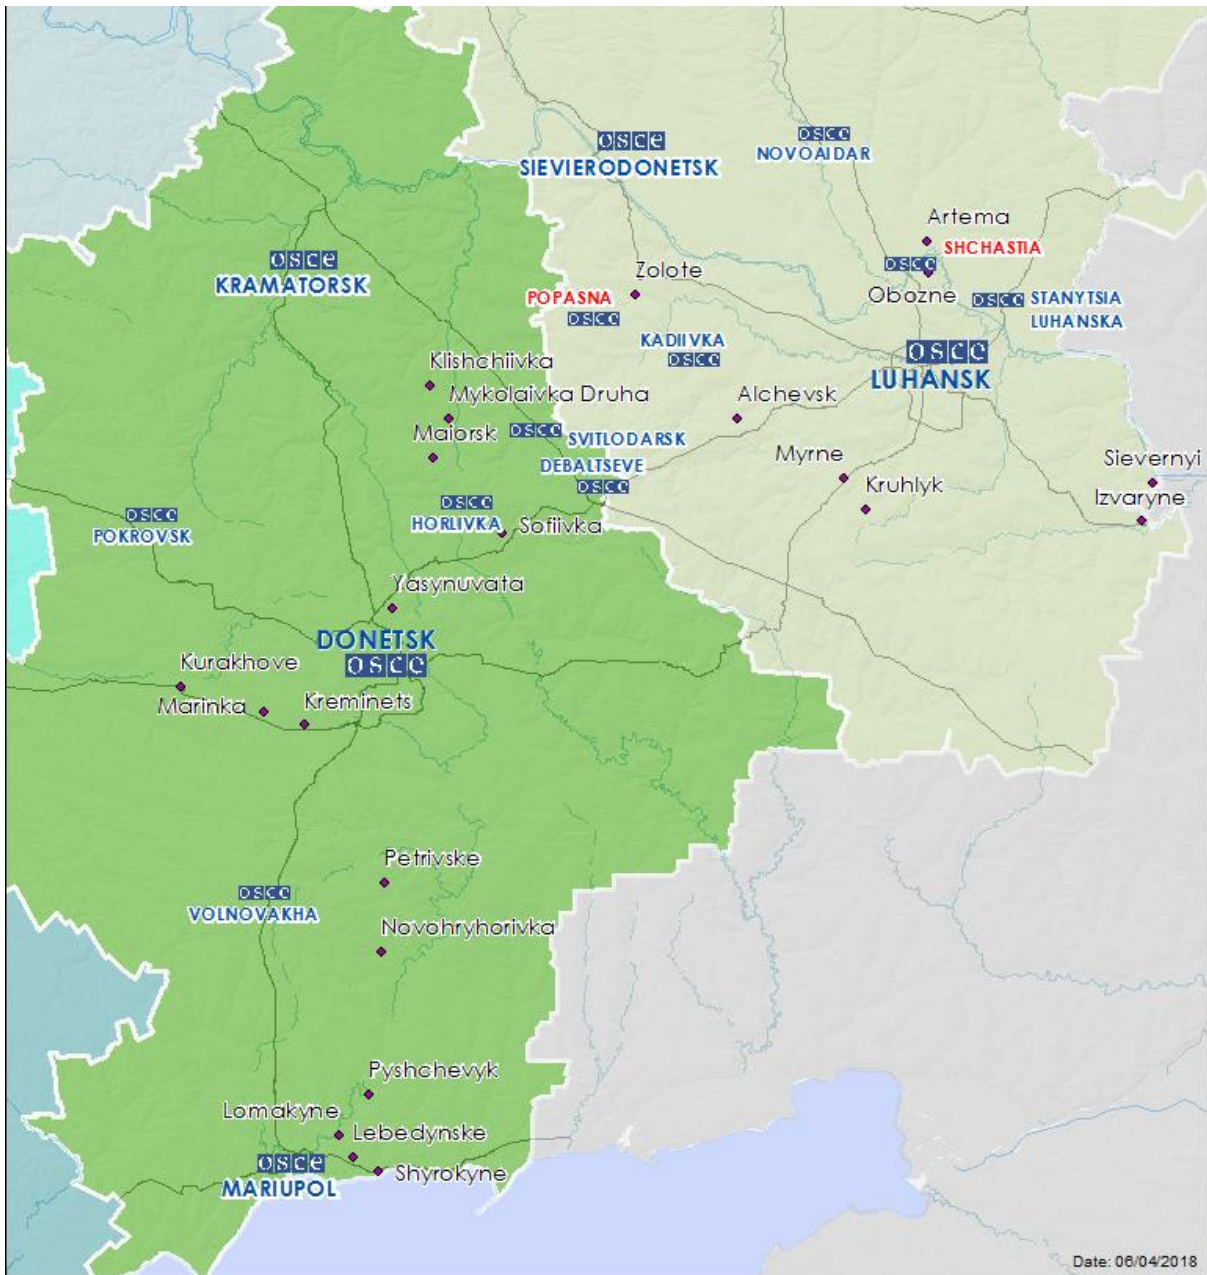 osce
SIEVIERODONETSK
osce
NOVOAIDAR
Artema
SHCHASTIA
osce
Obozne
osce
KRAMATORSK
Zolote
POPASNA
osce
osce
STANYTSIA
LUHANSKA
KADIIVKA
osce
osce
LUHANSK
Klishchiivka
Mykolaivka Druha
Maiorsk
Alchevsk
osce
SVITLODARSK
DEBALTSEVE
osce
Myrne
Kruhlyk
Sievernyi
Izvaryne
osce
POKROVSK
osce
HORLIVKA
Sofiivka
Yasynuvata
DONETSK
osce
Kurakhove
Marinka
Kreminets
Petrivske
osce
VOLNOVAKHA
Novohryhorivka
Pyshchevyk
Lomakyne
Lebedynske
osce
MARIUPOL
Shyrokyne
Date: 06/04/2018